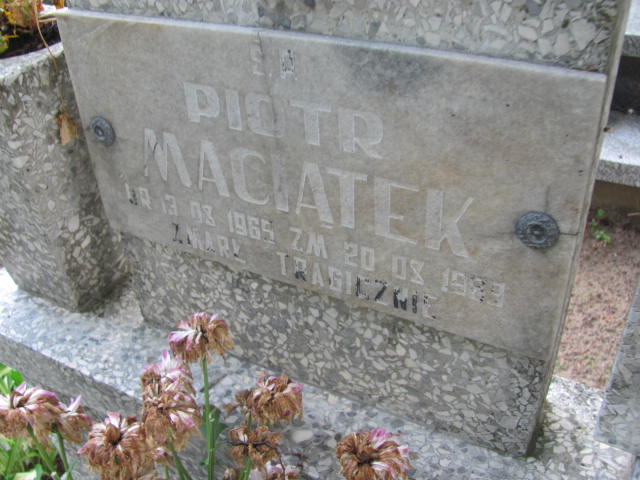 PIOTR
MACIĄTEK
UR 13 08 1965 ZM 20 08 1983
ZMARŁ TRAGICZNIE